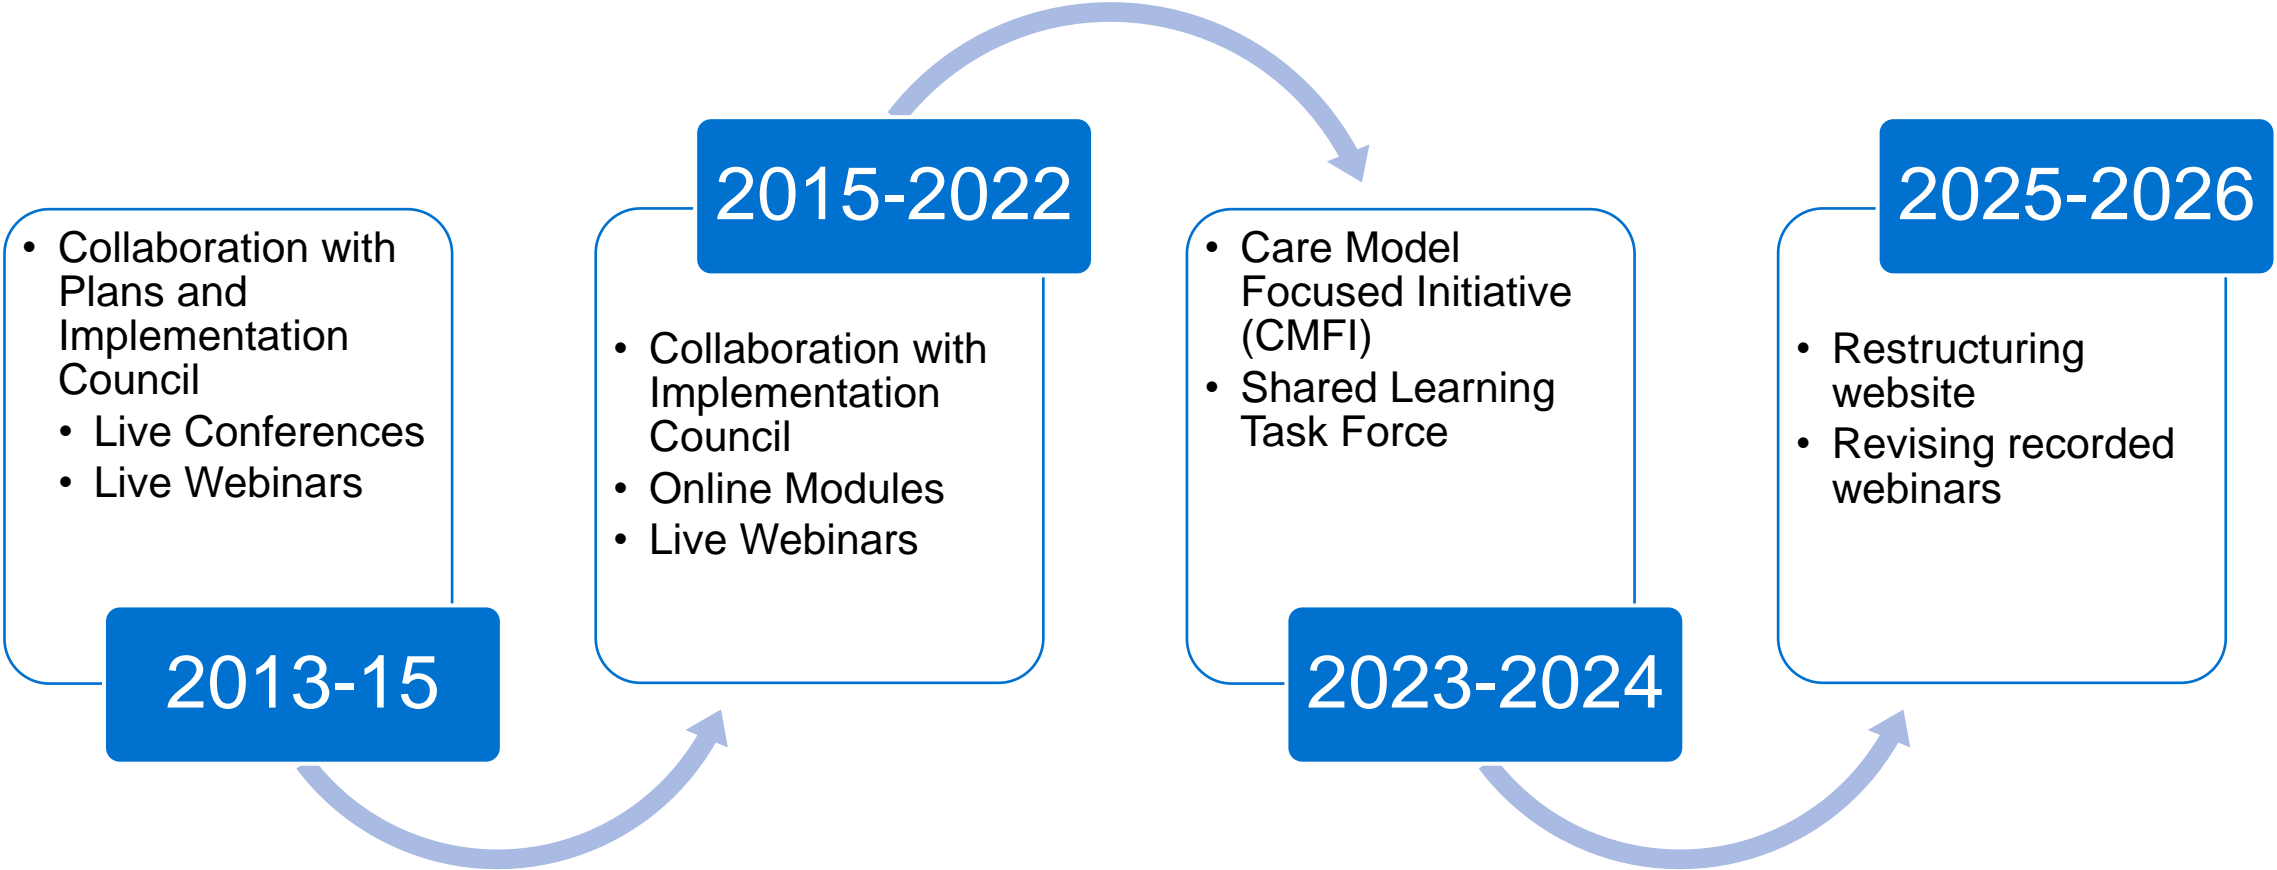 • Collaboration with
Plans and
Implementation
Council
• Live Conferences
• Live Webinars
2013-15
2015-2022
• Collaboration with
Implementation
Council
• Online Modules
• Live Webinars
• Care Model
Focused Initiative
(CMFI)
• Shared Learning
Task Force
2023-2024
2025-2026
• Restructuring
website
• Revising recorded
webinars